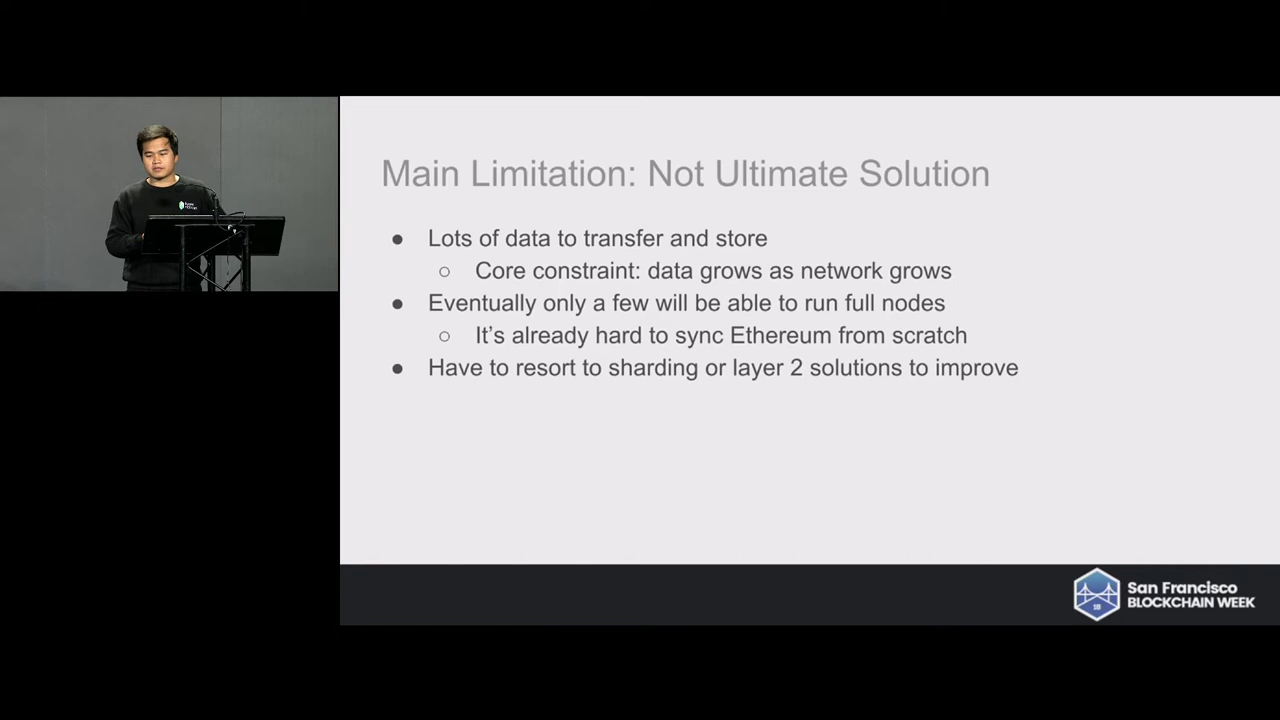 Main Limitation: Not Ultimate Solution
● Lots of data to transfer and store
○ Core constraint: data grows as network grows
● Eventually only a few will be able to run full nodes
○ It’s already hard to sync Ethereum from scratch
● Have to resort to sharding or layer 2 solutions to improve
18
San Francisco
BLOCKCHAIN WEEK